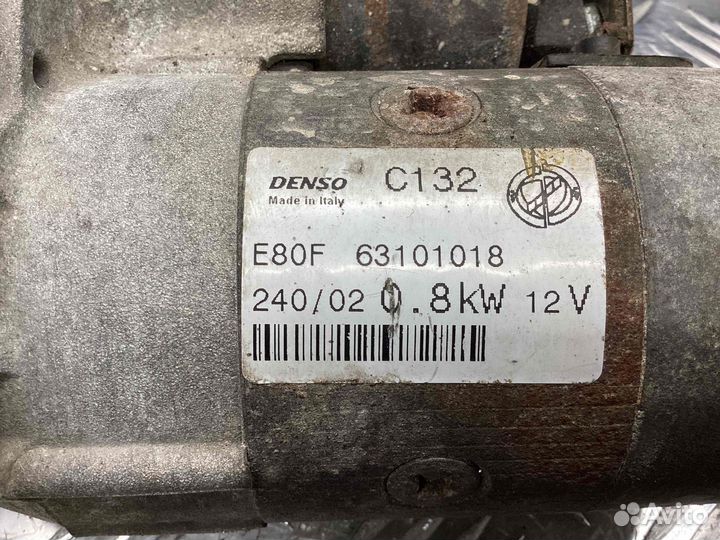 DENSO C132
Made in Italy
E80F 63101018
240/02 0.8kW 12V
Avito